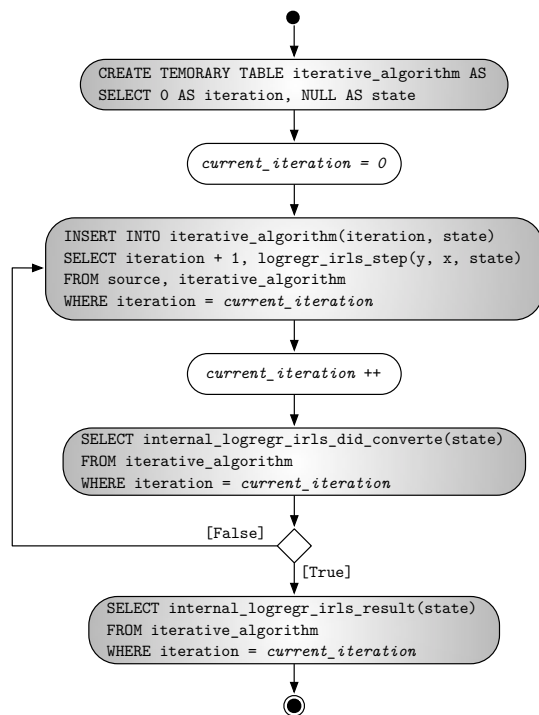 CREATE TEMORARY TABLE iterative_algorithm AS
SELECT 0 AS iteration, NULL AS state
current_iteration = 0
INSERT INTO iterative_algorithm(iteration, state)
SELECT iteration + 1, logregr_irls_step(y, x, state)
FROM source, iterative_algorithm
WHERE iteration = current_iteration
current_iteration ++
SELECT internal_logregr_irls_did_converte(state)
FROM iterative_algorithm
WHERE iteration = current_iteration
[False]
[True]
SELECT internal_logregr_irls_result(state)
FROM iterative_algorithm
WHERE iteration = current_iteration